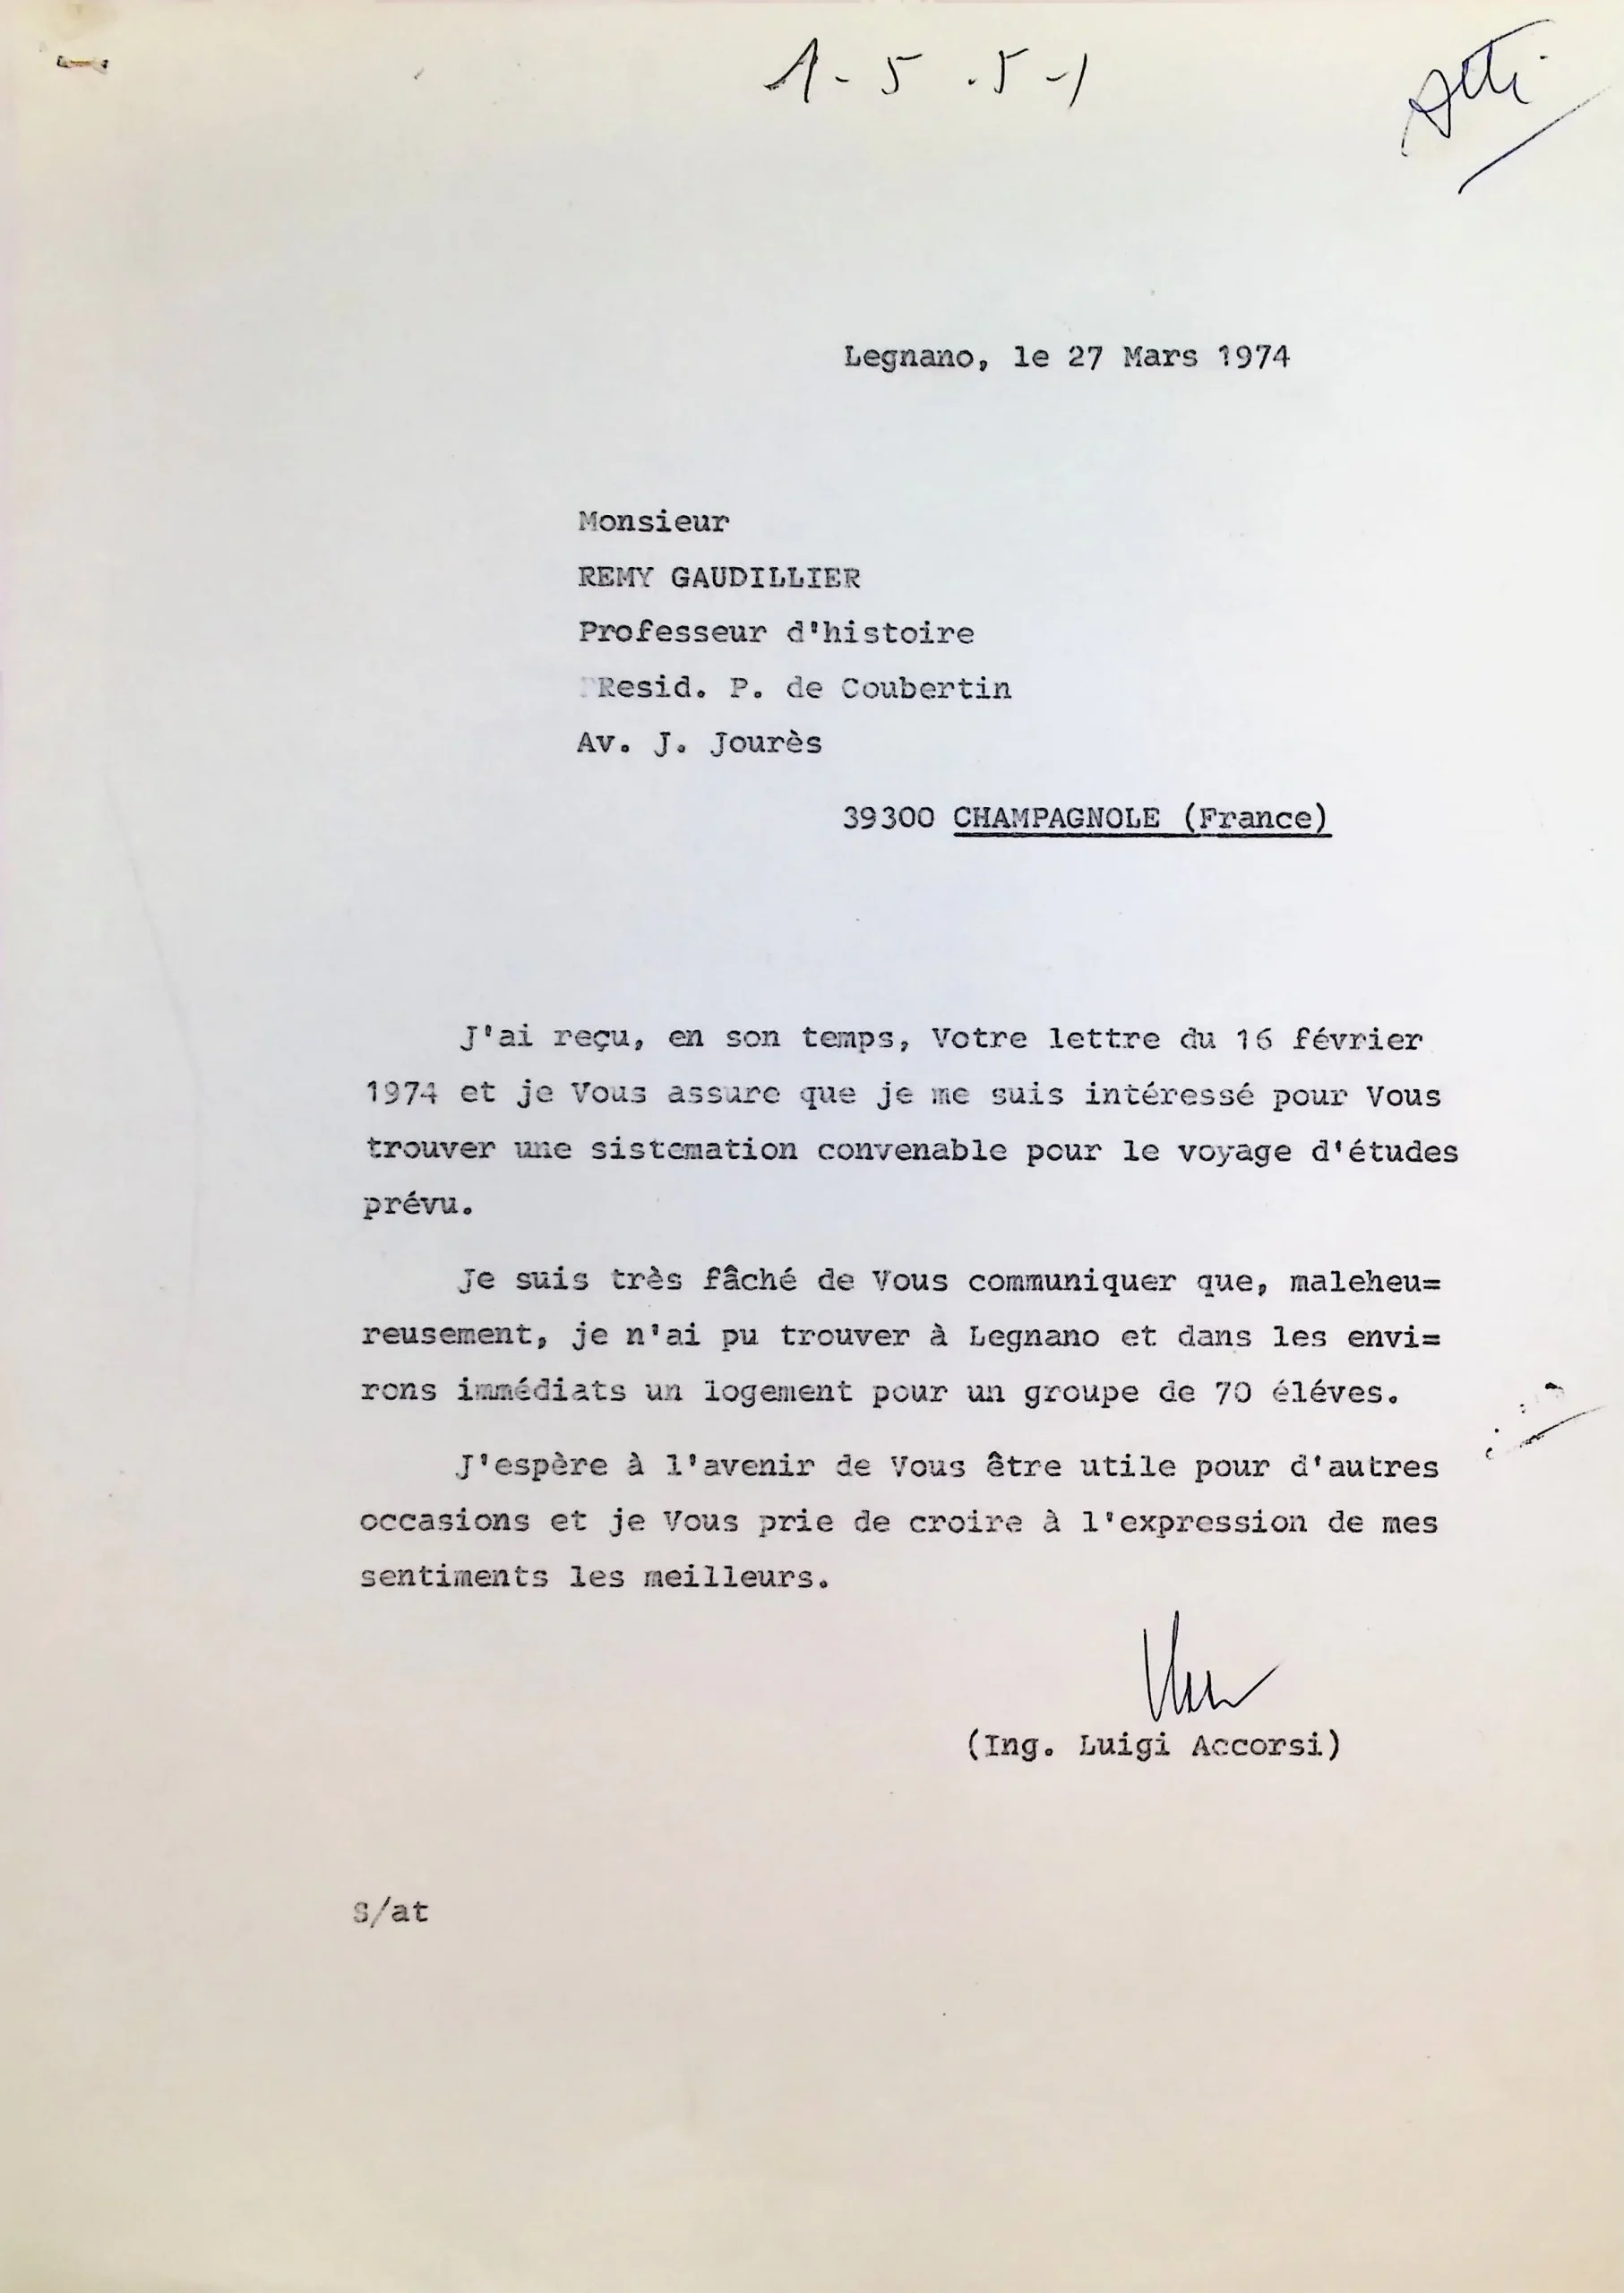 1-5.5-1
Atti
Legnano, le 27 Mars 1974
Monsieur
REMY GAUDILLIER
Professeur d'histoire
Resid. P. de Coubertin
Av. J. Jourès
39300 CHAMPAGNOLE (France)
J'ai reçu, en son temps, Votre lettre du 16 février
1974 et je Vous assure que je me suis intéressé pour Vous
trouver une sistemation convenable pour le voyage d'études
prévu.
Je suis très fâché de Vous communiquer que, maleheu=
reusement, je n'ai pu trouver à Legnano et dans les envi=
rons immédiats un logement pour un groupe de 70 éléves.
J'espère à l'avenir de Vous être utile pour d'autres
occasions et je Vous prie de croire à l'expression de mes
sentiments les meilleurs.
(Ing. Luigi Accorsi)
S/at